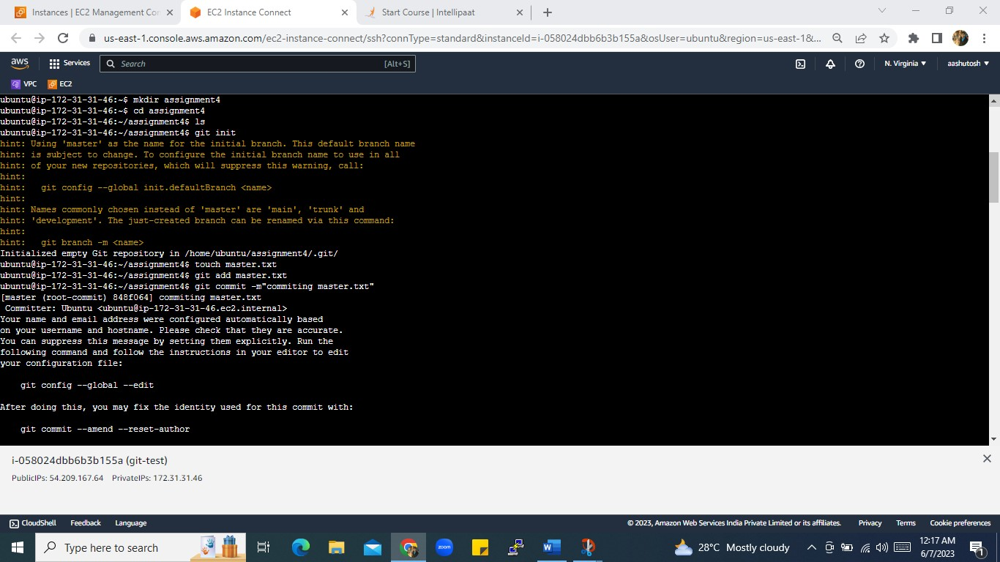 Instances | EC2 Management Con
EC2 Instance Connect
Start Course | Intellipaat
us-east-1.console.aws.amazon.com/ec2-instance-connect/ssh?connType=standard&instanceId=i-058024dbb6b3b155a&osUser=ubuntu&region=us-east-1&...
aws
Services
Search
[Alt+S]
N. Virginia
aashutosh
VPC
EC2
ubuntu@ip-172-31-31-46:~$ mkdir assignment4
ubuntu@ip-172-31-31-46:~$ cd assignment4
ubuntu@ip-172-31-31-46:~/assignment4$ ls
ubuntu@ip-172-31-31-46:~/assignment4$ git init
hint: Using 'master' as the name for the initial branch. This default branch name
hint: is subject to change. To configure the initial branch name to use in all
hint: of your new repositories, which will suppress this warning, call:
hint:
hint:   git config --global init.defaultBranch <name>
hint:
hint: Names commonly chosen instead of 'master' are 'main', 'trunk' and
hint: 'development'. The just-created branch can be renamed via this command:
hint:
hint:   git branch -m <name>
Initialized empty Git repository in /home/ubuntu/assignment4/.git/
ubuntu@ip-172-31-31-46:~/assignment4$ touch master.txt
ubuntu@ip-172-31-31-46:~/assignment4$ git add master.txt
ubuntu@ip-172-31-31-46:~/assignment4$ git commit -m"commiting master.txt"
[master (root-commit) 848f064] commiting master.txt
 Committer: Ubuntu <ubuntu@ip-172-31-31-46.ec2.internal>
Your name and email address were configured automatically based
on your username and hostname. Please check that they are accurate.
You can suppress this message by setting them explicitly. Run the
following command and follow the instructions in your editor to edit
your configuration file:
    git config --global --edit
After doing this, you may fix the identity used for this commit with:
    git commit --amend --reset-author
i-058024dbb6b3b155a (git-test)
PublicIPs: 54.209.167.64 PrivateIPs: 172.31.31.46
CloudShell
Feedback
Language
© 2023, Amazon Web Services India Private Limited or its affiliates.
Privacy
Terms
Cookie preferences
Type here to search
zoom
28°C Mostly cloudy
12:17 AM
6/7/2023
1